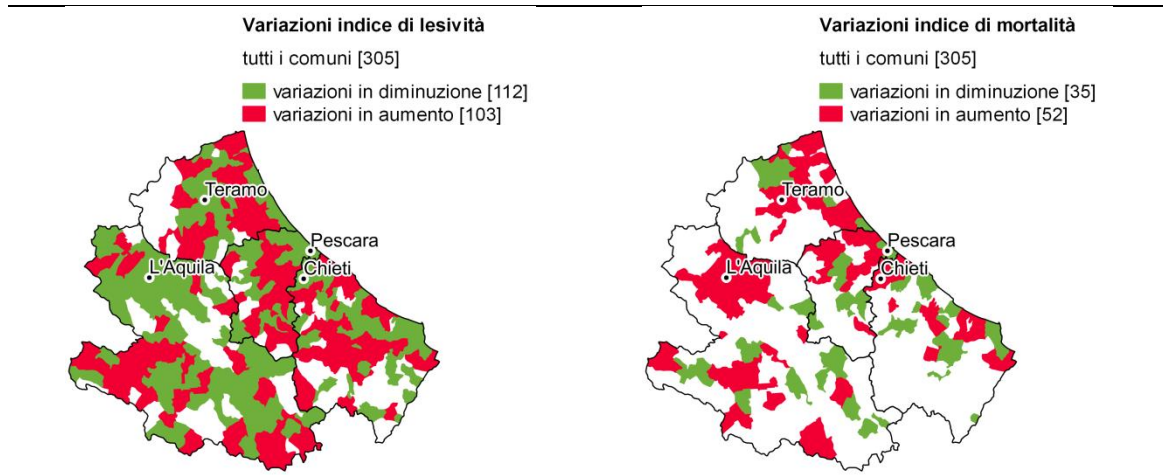 Variazioni indice di lesività
tutti i comuni [305]
variazioni in diminuzione [112]
variazioni in aumento [103]
Teramo
Pescara
L'Aquila
Chieti
Variazioni indice di mortalità
tutti i comuni [305]
variazioni in diminuzione [35]
variazioni in aumento [52]
Teramo
Pescara
L'Aquila
Chieti